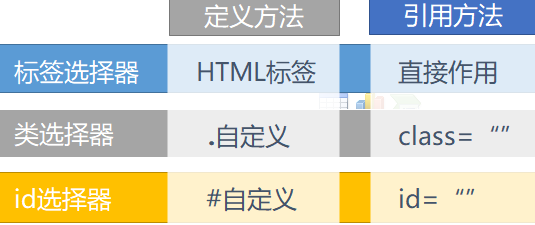 定义方法 引用方法
标签选择器 HTML标签 直接作用
类选择器 .自定义 class=“”
id选择器 #自定义 id=“”